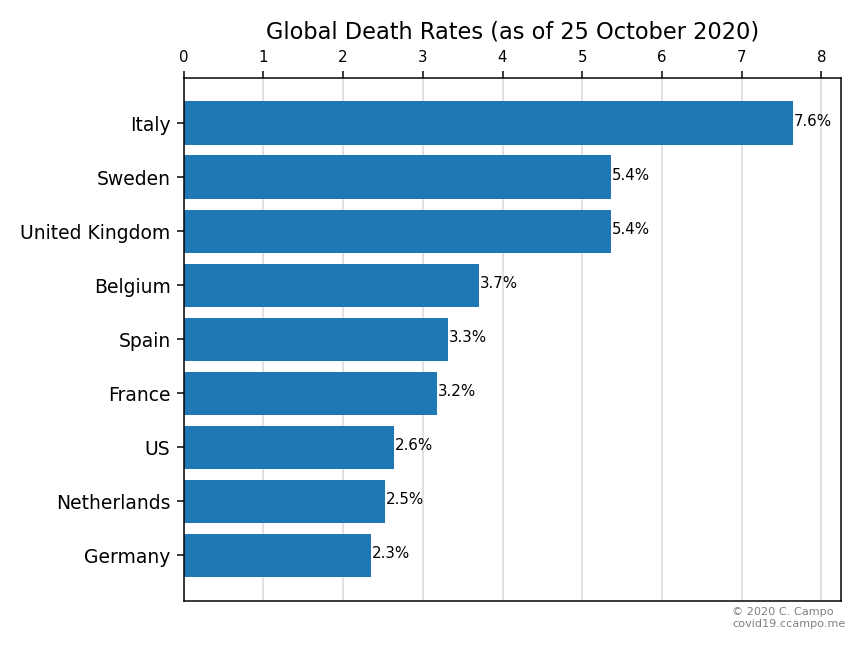 Global Death Rates (as of 25 October 2020)
0 1 2 3 4 5 6 7 8
Italy 7.6%
Sweden 5.4%
United Kingdom 5.4%
Belgium 3.7%
Spain 3.3%
France 3.2%
US 2.6%
Netherlands 2.5%
Germany 2.3%
© 2020 C. Campo
covid19.ccampo.me